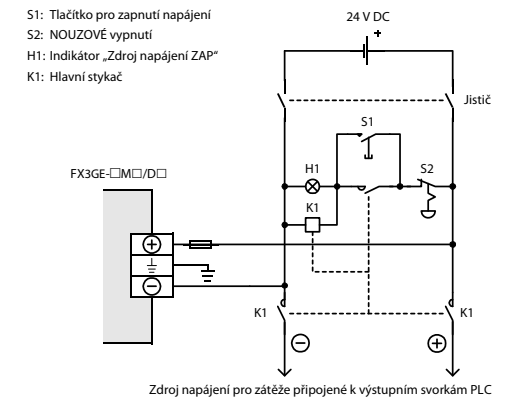 S1: Tlačítko pro zapnutí napájení
S2: NOUZOVÉ vypnutí
H1: Indikátor „Zdroj napájení ZAP“
K1: Hlavní stykač
24 V DC
+
Jistič
S1
FX3GE-□M□/D□
H1
S2
K1
+
−
K1
K1
−
+
Zdroj napájení pro zátěže připojené k výstupním svorkám PLC